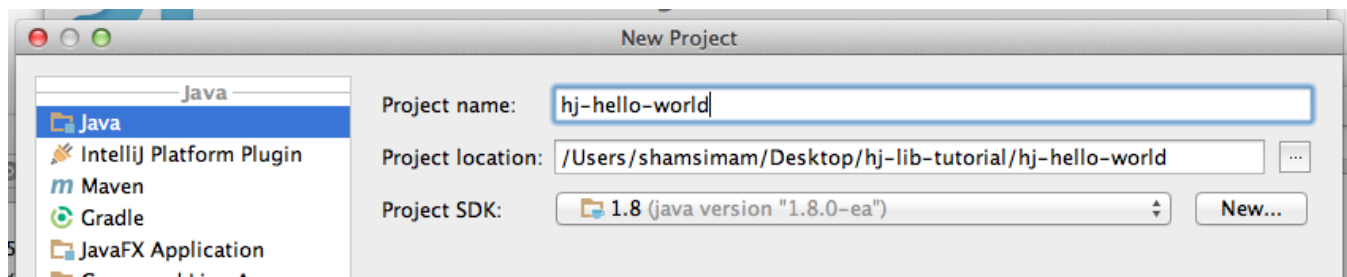 New Project
Java
Java
IntelliJ Platform Plugin
Maven
Gradle
JavaFX Application
Project name: hj-hello-world
Project location: /Users/shamsimam/Desktop/hj-lib-tutorial/hj-hello-world ...
Project SDK: 1.8 (java version "1.8.0-ea") New...